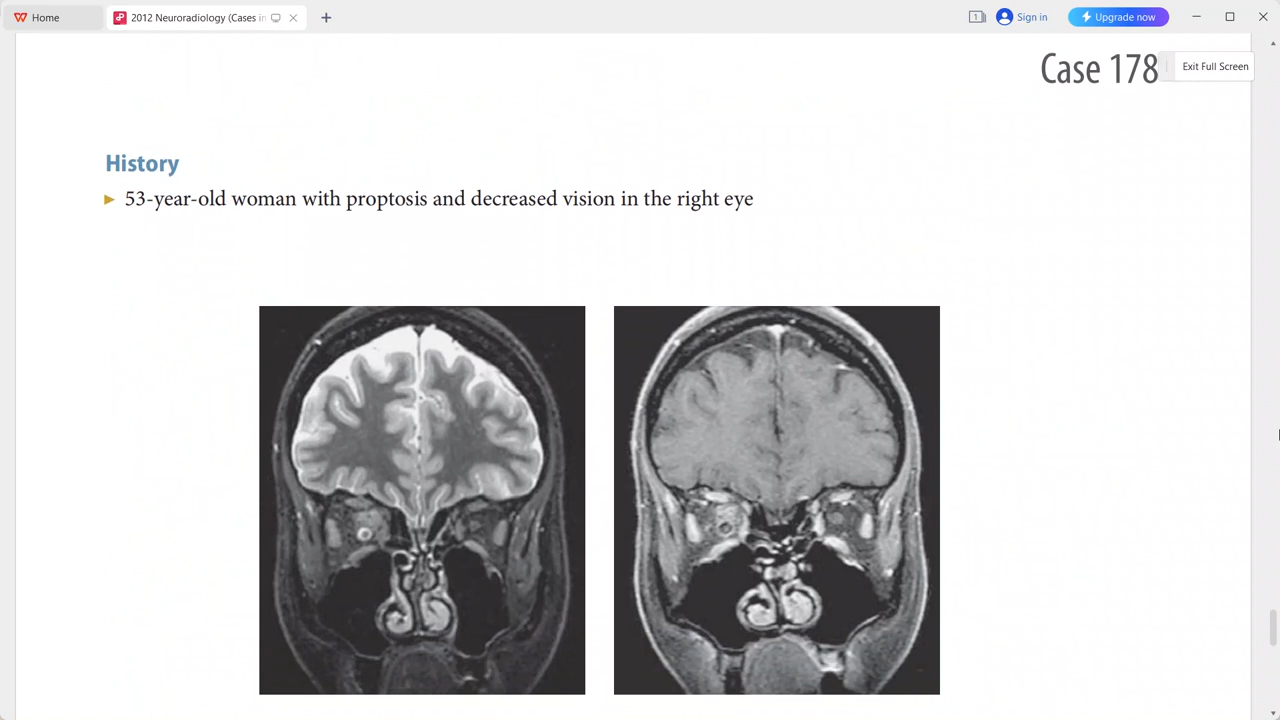 Home
2012 Neuroradiology (Cases in
1
Sign in
Upgrade now
Case 178
Exit Full Screen
History
53-year-old woman with proptosis and decreased vision in the right eye